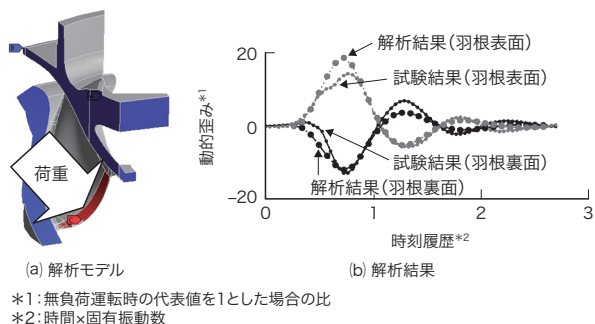 荷重
(a) 解析モデル
20
0
−20
動的歪み*1
解析結果(羽根表面)
試験結果(羽根表面)
試験結果(羽根裏面)
解析結果(羽根裏面)
0
1
2
3
時刻履歴*2
(b) 解析結果
*1:無負荷運転時の代表値を1とした場合の比
*2:時間×固有振動数